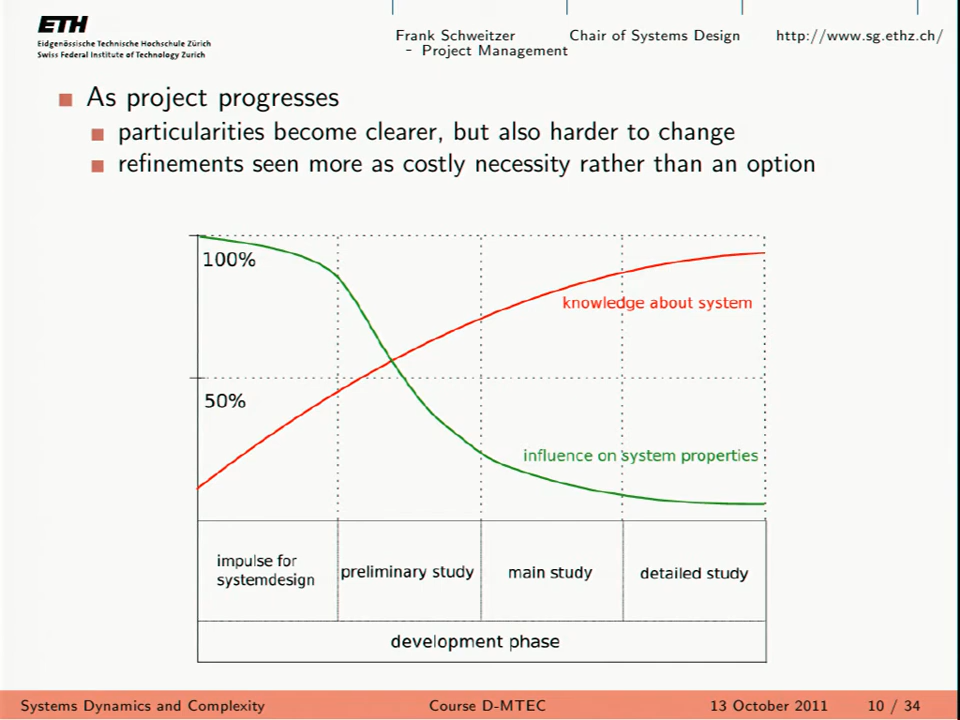 ETH
Eidgenössische Technische Hochschule Zürich
Swiss Federal Institute of Technology Zurich
Frank Schweitzer
- Project Management
Chair of Systems Design
http://www.sg.ethz.ch/
As project progresses
particularities become clearer, but also harder to change
refinements seen more as costly necessity rather than an option
100%
knowledge about system
50%
influence on system properties
impulse for
systemdesign
preliminary study
main study
detailed study
development phase
Systems Dynamics and Complexity
Course D-MTEC
13 October 2011
10 / 34